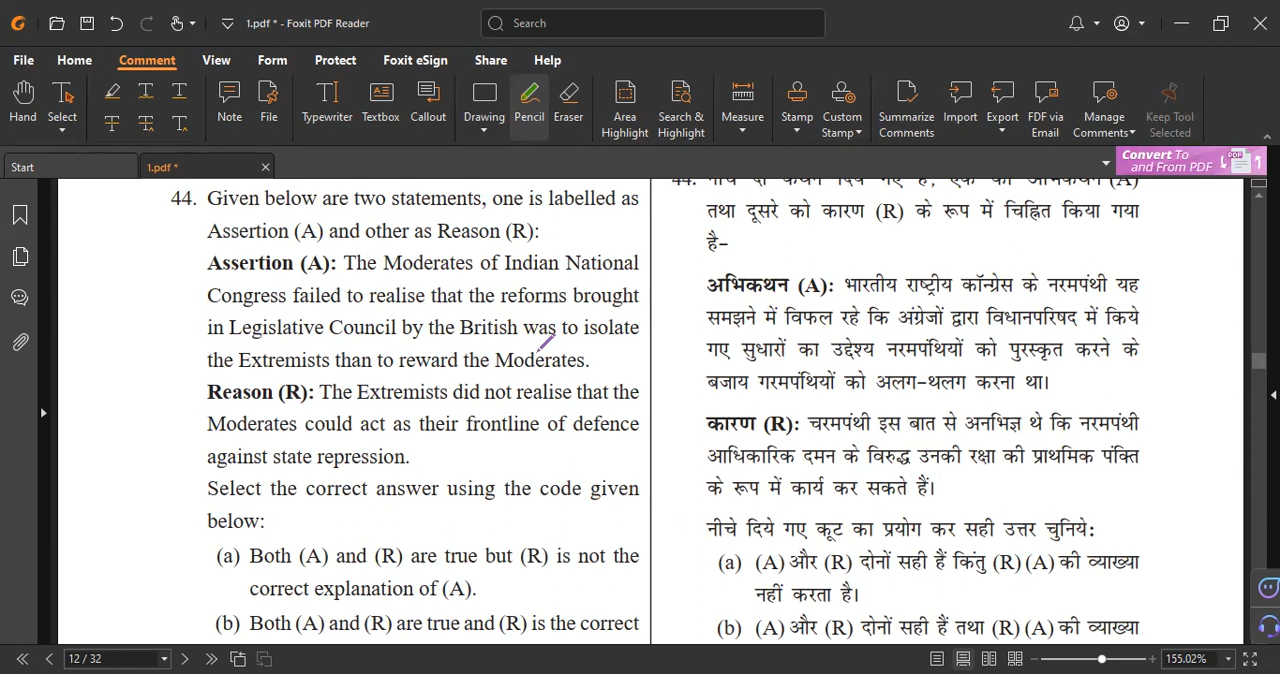 1.pdf * - Foxit PDF Reader
Search
File Home Comment View Form Protect Foxit eSign Share Help
Hand Select Note File Typewriter Textbox Callout Drawing Pencil Eraser Area Highlight Search & Highlight Measure Stamp Custom Stamp Summarize Comments Import Export FDF via Email Manage Comments Keep Tool Selected
Start 1.pdf *
Convert To and From PDF PDF
44. Given below are two statements, one is labelled as
Assertion (A) and other as Reason (R):
Assertion (A): The Moderates of Indian National
Congress failed to realise that the reforms brought
in Legislative Council by the British was to isolate
the Extremists than to reward the Moderates.
Reason (R): The Extremists did not realise that the
Moderates could act as their frontline of defence
against state repression.
Select the correct answer using the code given
below:
(a) Both (A) and (R) are true but (R) is not the
correct explanation of (A).
(b) Both (A) and (R) are true and (R) is the correct
44. नीचे दो कथन दिये गए हैं, एक को अभिकथन (A)
तथा दूसरे को कारण (R) के रूप में चिह्नित किया गया
है-
अभिकथन (A): भारतीय राष्ट्रीय कॉन्ग्रेस के नरमपंथी यह
समझने में विफल रहे कि अंग्रेजों द्वारा विधानपरिषद में किये
गए सुधारों का उद्देश्य नरमपंथियों को पुरस्कृत करने के
बजाय गरमपंथियों को अलग-थलग करना था।
कारण (R): चरमपंथी इस बात से अनभिज्ञ थे कि नरमपंथी
आधिकारिक दमन के विरुद्ध उनकी रक्षा की प्राथमिक पंक्ति
के रूप में कार्य कर सकते हैं।
नीचे दिये गए कूट का प्रयोग कर सही उत्तर चुनिये:
(a) (A) और (R) दोनों सही हैं किंतु (R) (A) की व्याख्या
नहीं करता है।
(b) (A) और (R) दोनों सही हैं तथा (R) (A) की व्याख्या
12 / 32
155.02%